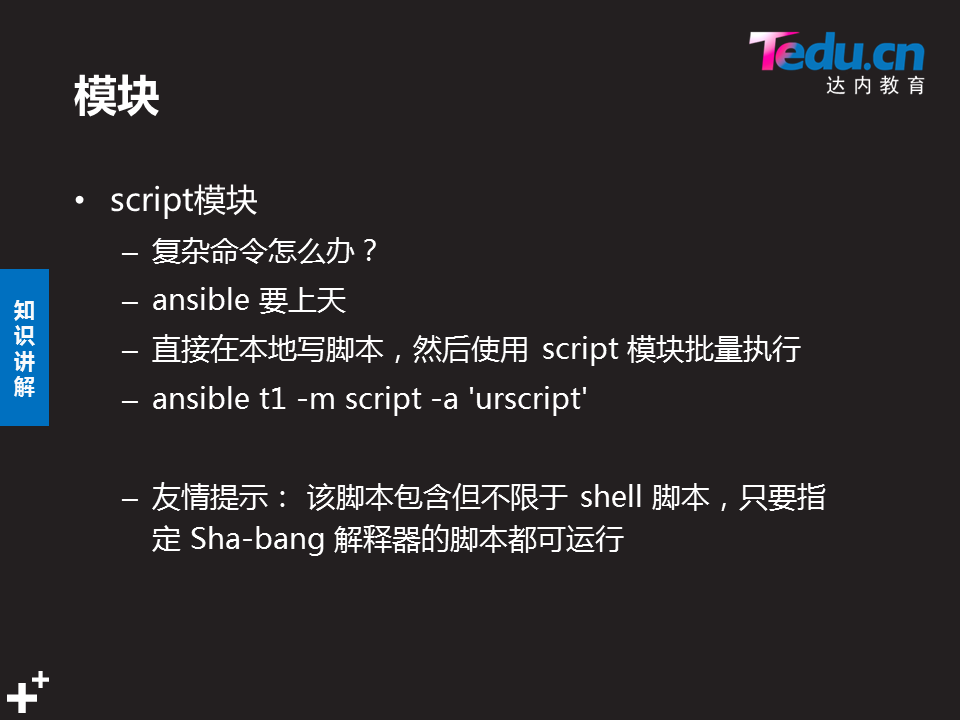 Tedu.cn
达内教育
模块
• script模块
– 复杂命令怎么办？
– ansible 要上天
– 直接在本地写脚本，然后使用 script 模块批量执行
– ansible t1 -m script -a 'urscript'
– 友情提示： 该脚本包含但不限于 shell 脚本，只要指
定 Sha-bang 解释器的脚本都可运行
知
识
讲
解